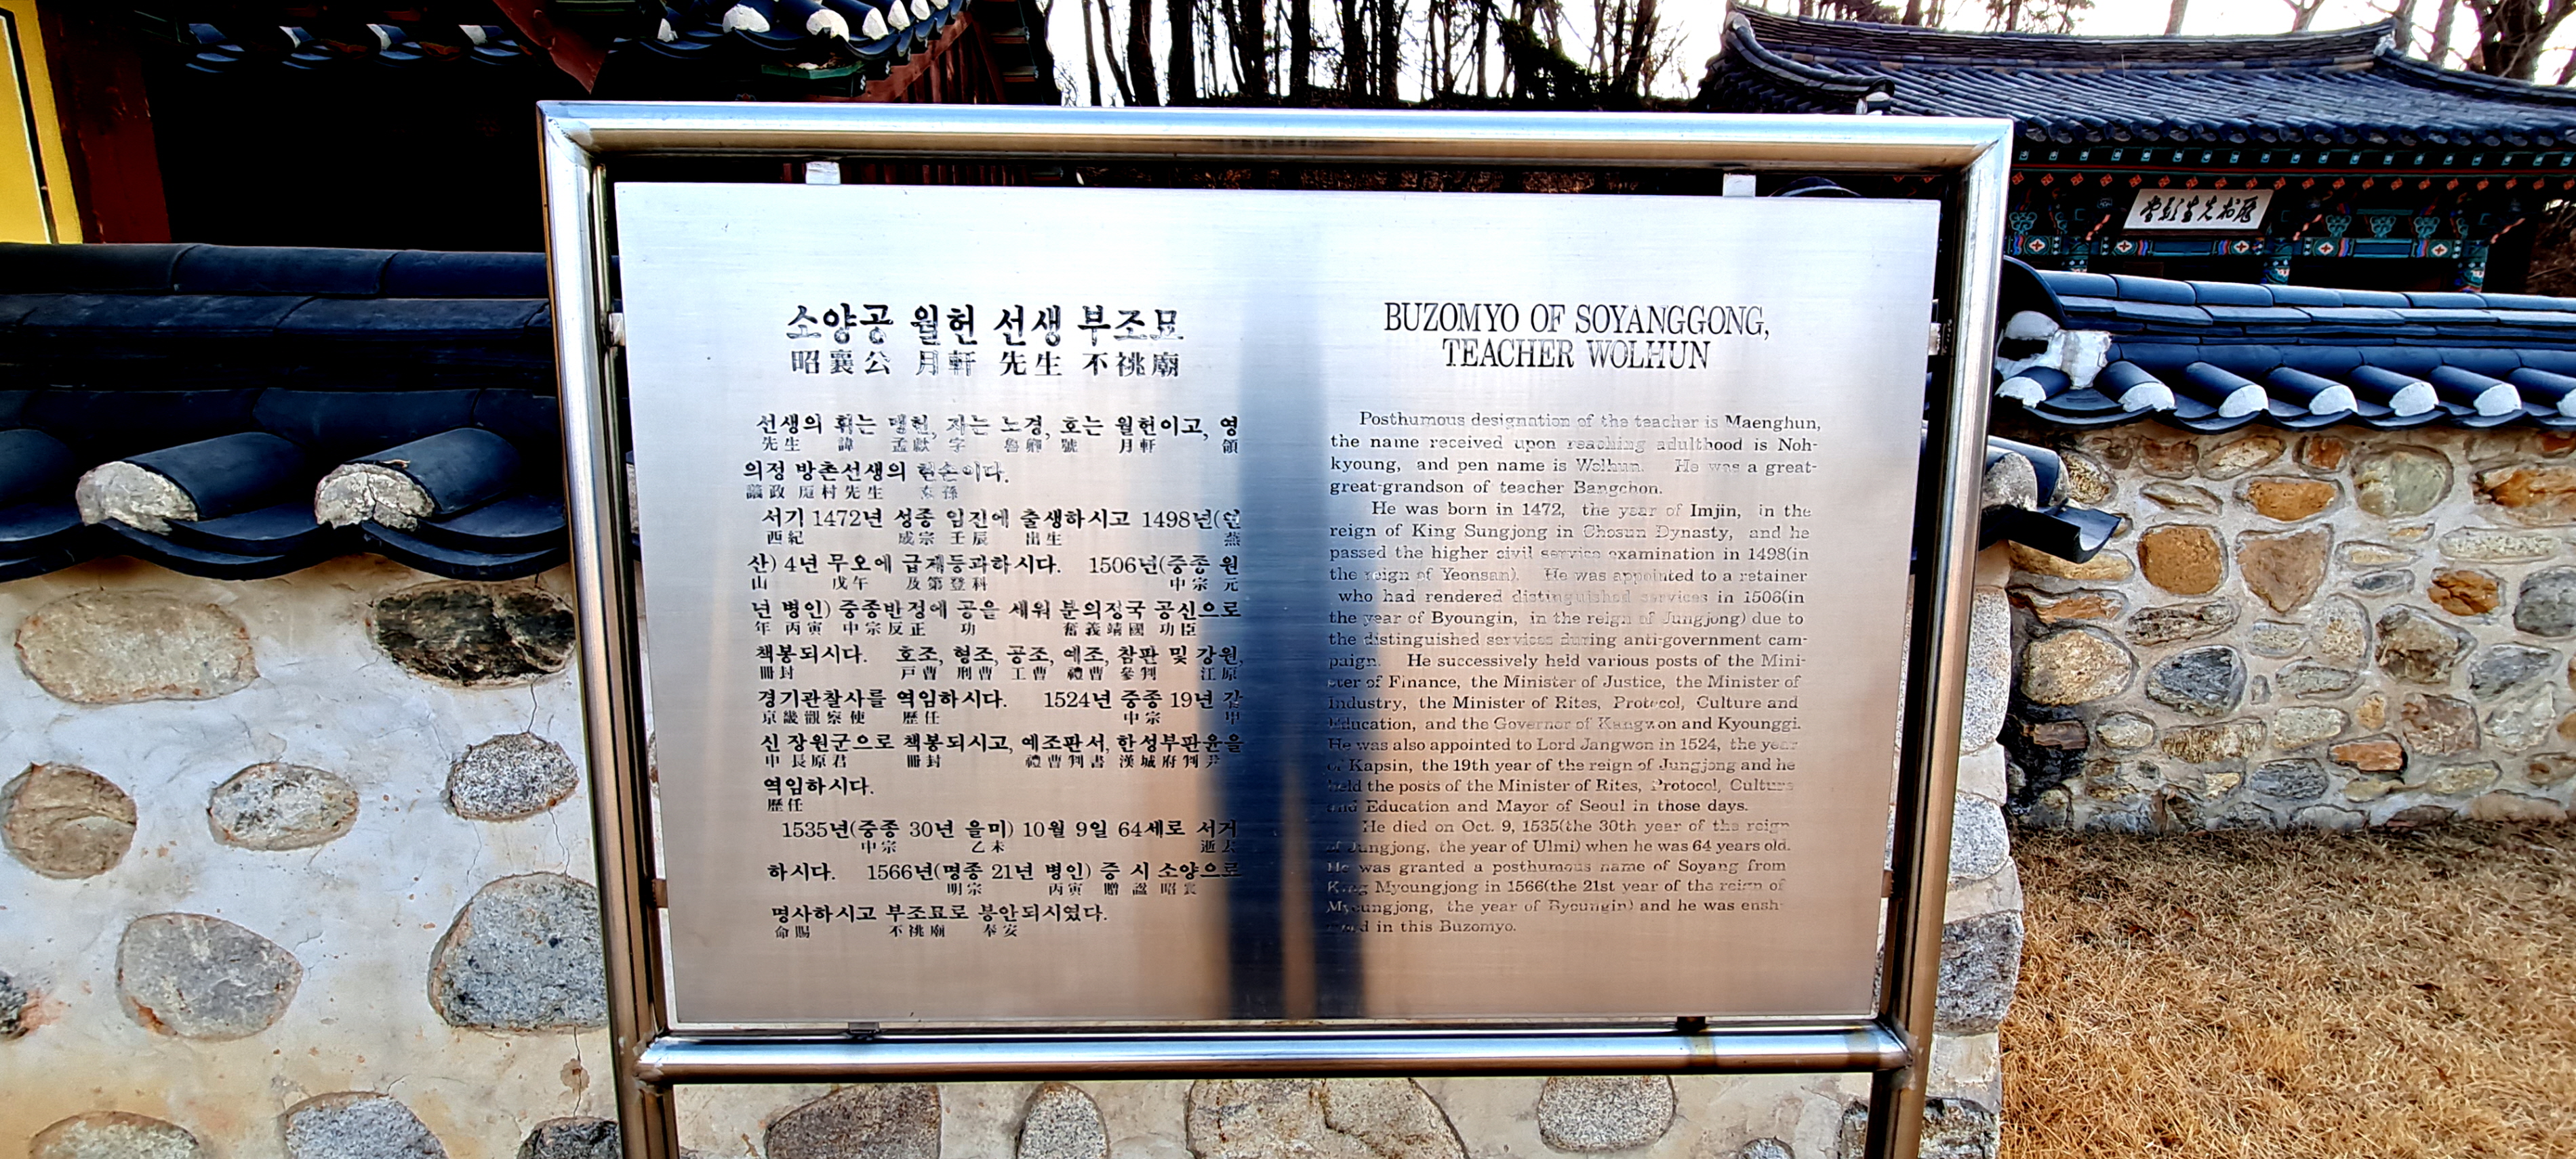 소양공 월헌 선생 부조묘
昭襄公 月軒 先生 不祧廟
선생의 휘는 맹헌, 자는 노경, 호는 월헌이고, 영
先生 諱 孟獻 字 魯卿 號 月軒 領
의정 방촌선생의 현손이다.
議政 厖村先生 玄孫
서기 1472년 성종 임진에 출생하시고 1498년(연
西紀 成宗 壬辰 出生 燕
산) 4년 무오에 급제등과하시다. 1506년(중종 원
山 戊午 及第登科 中宗 元
년 병인) 중종반정에 공을 세워 분의정국 공신으로
年 丙寅 中宗反正 功 奮義靖國 功臣
책봉되시다. 호조, 형조, 공조, 예조, 참판 및 강원,
冊封 戸曹 刑曹 工曹 禮曹 參判 江原
경기관찰사를 역임하시다. 1524년 중종 19년 갑
京畿觀察使 歷任 中宗 甲
신 장원군으로 책봉되시고, 예조판서, 한성부판윤을
申 長原君 冊封 禮曹判書 漢城府判尹
역임하시다.
歷任
1535년(중종 30년 을미) 10월 9일 64세로 서거
中宗 乙未 逝去
하시다. 1566년(명종 21년 병인) 증 시 소양으로
明宗 丙寅 贈 諡 昭襄
명사하시고 부조묘로 봉안되시였다.
命賜 不祧廟 奉安
BUZOMYO OF SOYANGGONG,
TEACHER WOLHUN
Posthumous designation of the teacher is Maenghun,
the name received upon reaching adulthood is Noh-
kyoung, and pen name is Wolhun. He was a great-
great-grandson of teacher Bangchon.
He was born in 1472, the year of Imjin, in the
reign of King Sungjong in Chosun Dynasty, and he
passed the higher civil service examination in 1498(in
the reign of Yeonsan). He was appointed to a retainer
who had rendered distinguished services in 1506(in
the year of Byoungin, in the reign of Jungjong) due to
the distinguished services during anti-government cam-
paign. He successively held various posts of the Mini-
ster of Finance, the Minister of Justice, the Minister of
Industry, the Minister of Rites, Protocol, Culture and
Education, and the Governor of Kangwon and Kyounggi.
He was also appointed to Lord Jangwon in 1524, the year
of Kapsin, the 19th year of the reign of Jungjong and he
held the posts of the Minister of Rites, Protocol, Culture
and Education and Mayor of Seoul in those days.
He died on Oct. 9, 1535(the 30th year of the reign
of Jungjong, the year of Ulmi) when he was 64 years old.
He was granted a posthumous name of Soyang from
King Myoungjong in 1566(the 21st year of the reign of
Myoungjong, the year of Byoungin) and he was ensh-
rined in this Buzomyo.